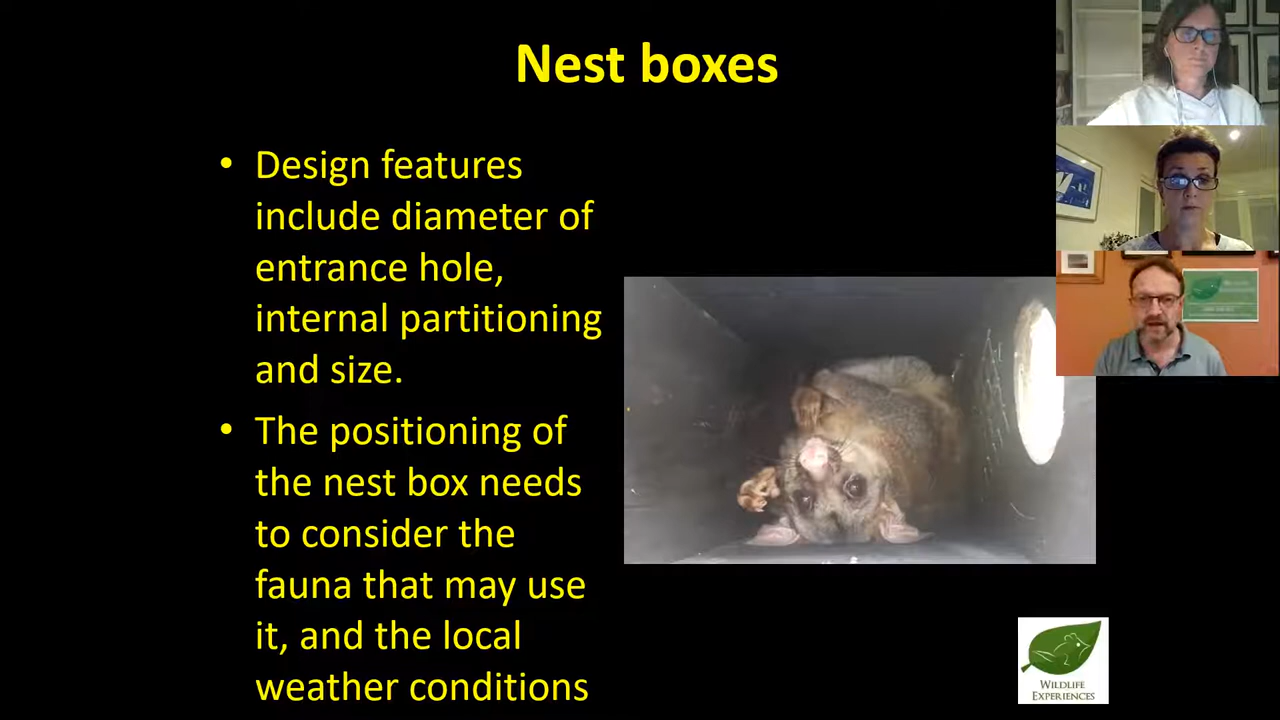 Nest boxes
• Design features
include diameter of
entrance hole,
internal partitioning
and size.
• The positioning of
the nest box needs
to consider the
fauna that may use
it, and the local
weather conditions
WILDLIFE
EXPERIENCES